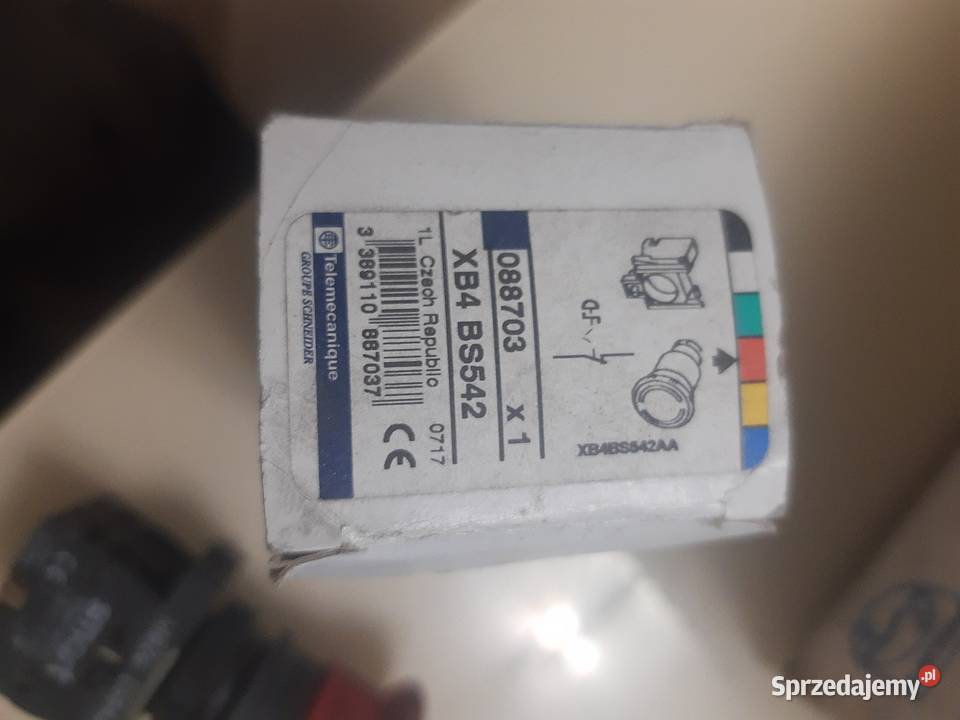 Telemecanique
GROUPE SCHNEIDER
3 389110 887037
1L Czech Republic 0717
CE
XB4 BS542
088703 x 1
XB4BS542AA
Sprzedajemy.pl